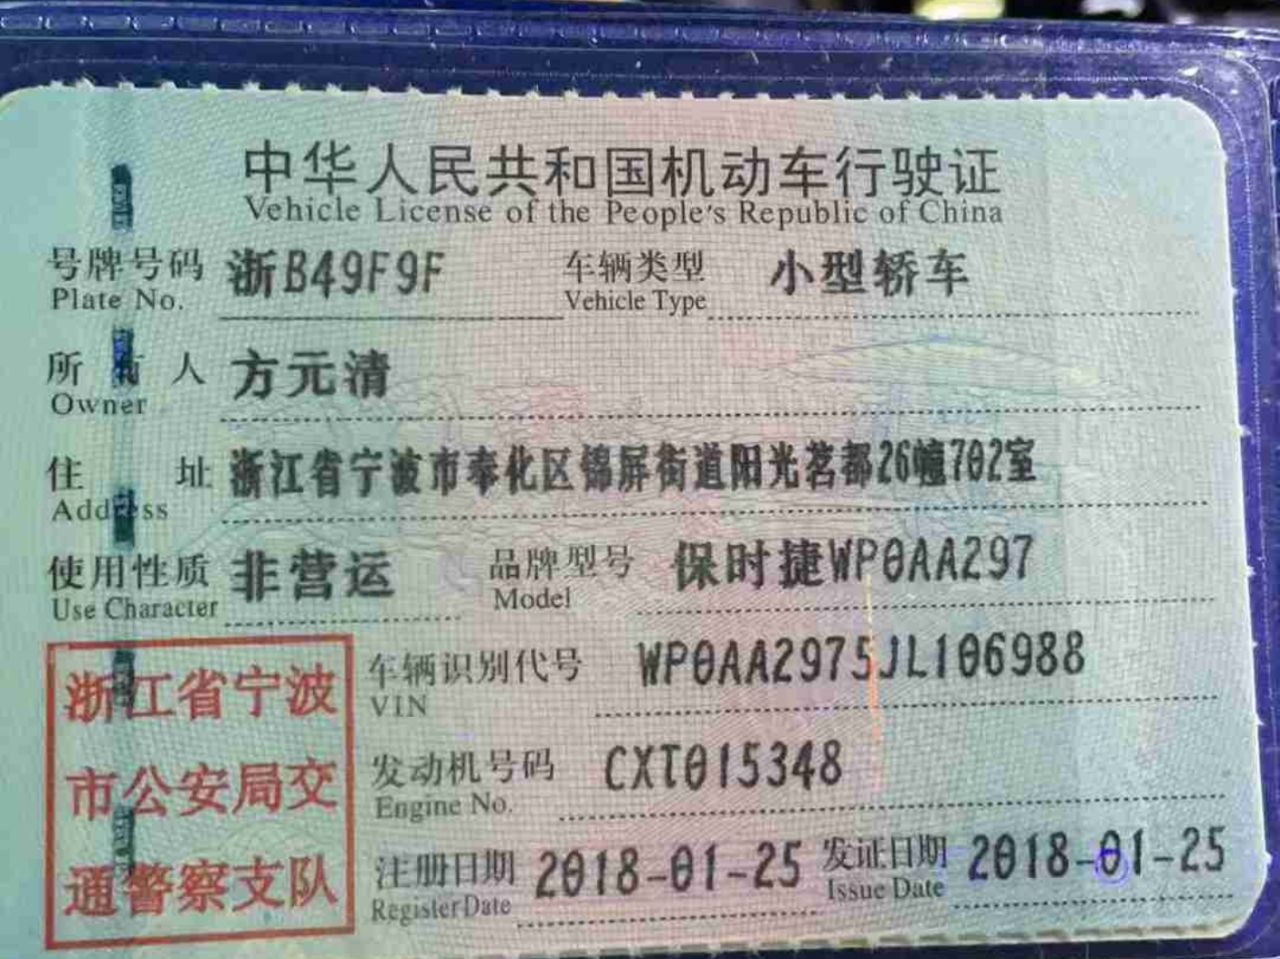 中华人民共和国机动车行驶证
Vehicle License of the People's Republic of China
号牌号码 浙B49F9F 车辆类型 小型轿车
Plate No. Vehicle Type
所有人 方元清
Owner
住址 浙江省宁波市奉化区锦屏街道阳光茗都26幢702室
Address
使用性质 非营运 品牌型号 保时捷WP0AA297
Use Character Model
车辆识别代号 WP0AA2975JL106988
VIN
发动机号码 CXT015348
Engine No.
注册日期 2018-01-25 发证日期 2018-01-25
Register Date Issue Date
浙江省宁波
市公安局交
通警察支队